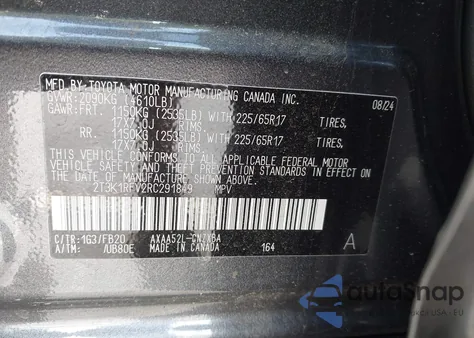 MFD.BY:TOYOTA MOTOR MANUFACTURING CANADA INC.
GVWR: 2090KG (4610LB) 08/24
GAWR:FRT. 1150KG (2535LB) WITH 225/65R17 TIRES,
17X7.0J RIMS,
RR. 1150KG (2535LB) WITH 225/65R17 TIRES,
17X7.0J RIMS,
THIS VEHICLE CONFORMS TO ALL APPLICABLE FEDERAL MOTOR
VEHICLE SAFETY AND THEFT PREVENTION STANDARDS IN EFFECT ON
THE DATE OF MANUFACTURE SHOWN ABOVE.
2T3K1RFV2RC291849 MPV
C/TR:1G3/FB20 AXAA52L-
A/TM: /UB80E MADE IN CANADA 164 A
autoSnap